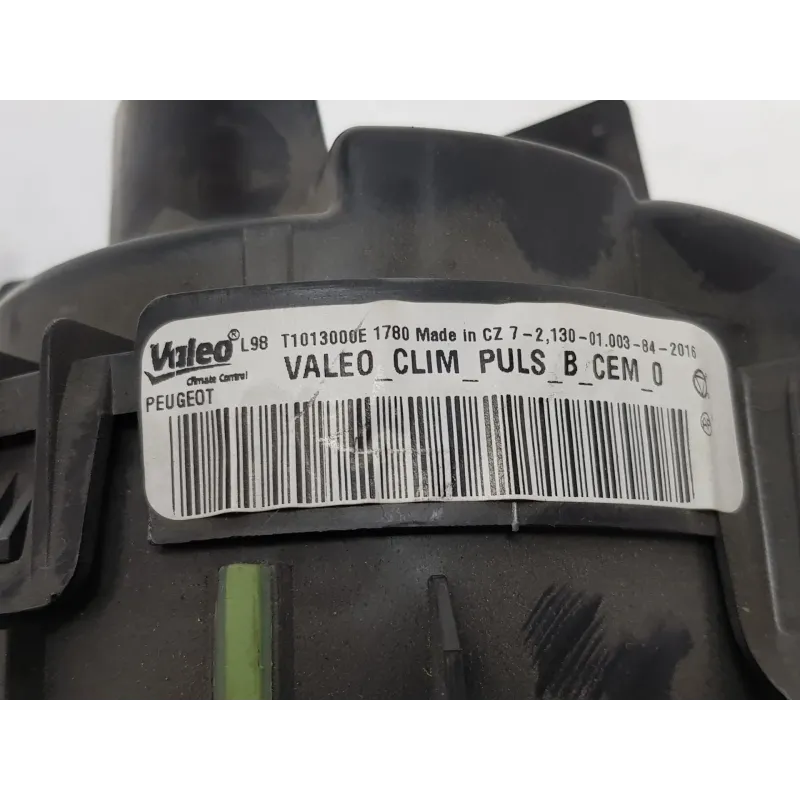 Valeo® L98 T1013000E 1780 Made in CZ 7-2,130-01.003-84-2016
Climate Control VALEO_CLIM_PULS_B_CEM_0
PEUGEOT